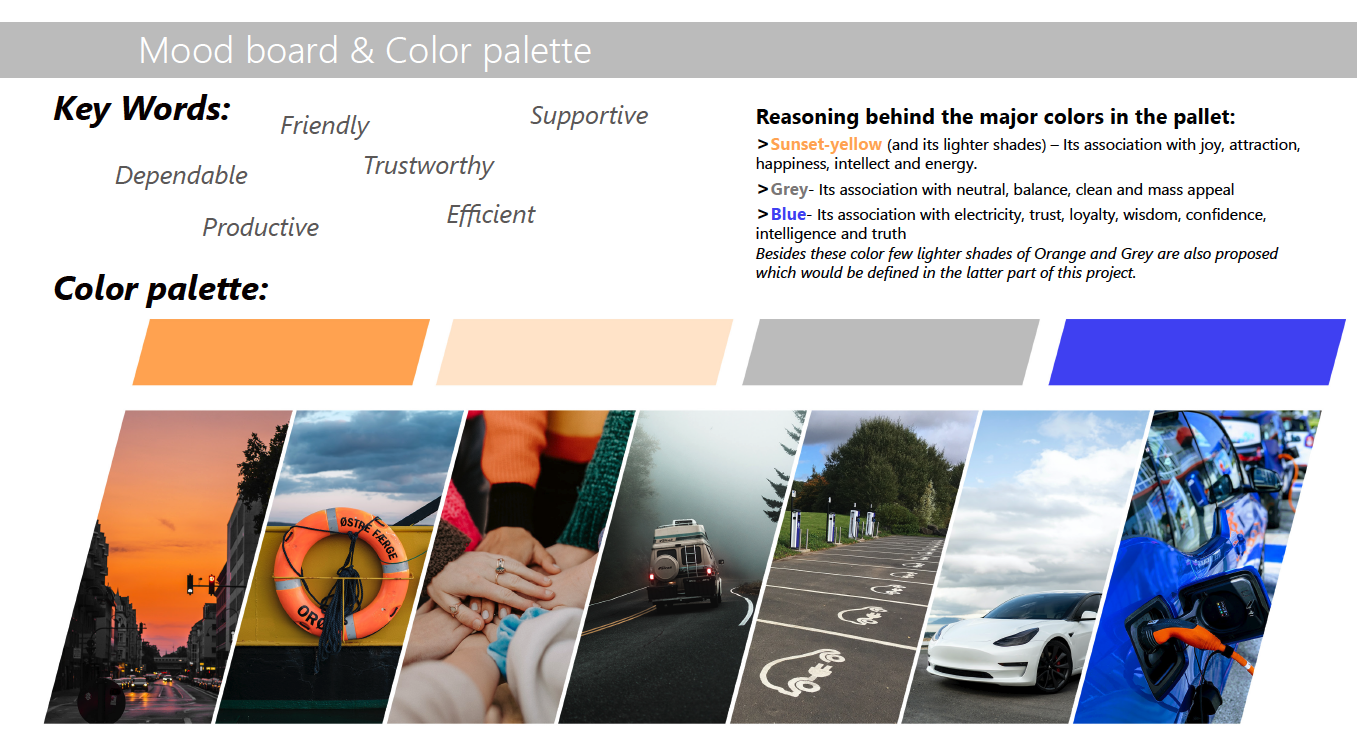 Mood board & Color palette
Key Words:
Friendly
Supportive
Trustworthy
Dependable
Efficient
Productive
Reasoning behind the major colors in the pallet:
>Sunset-yellow (and its lighter shades) – Its association with joy, attraction,
happiness, intellect and energy.
>Grey- Its association with neutral, balance, clean and mass appeal
>Blue- Its association with electricity, trust, loyalty, wisdom, confidence,
intelligence and truth
Besides these color few lighter shades of Orange and Grey are also proposed
which would be defined in the latter part of this project.
Color palette:
ØSTRE FÆRGE
ORØ